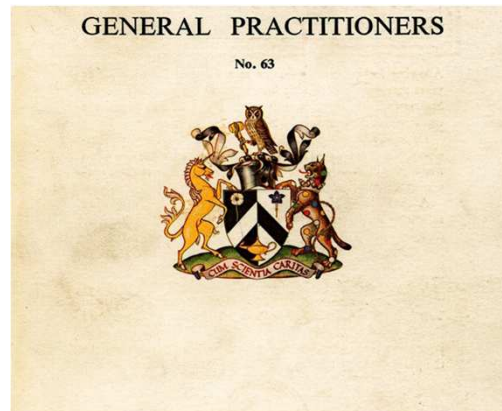 GENERAL PRACTITIONERS
No. 63
CUM SCIENTIA CARITAS